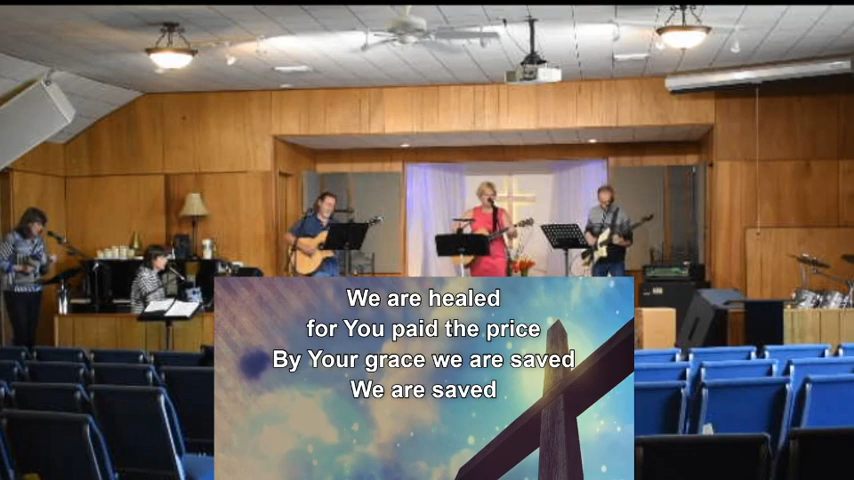 We are healed
for You paid the price
By Your grace we are saved
We are saved